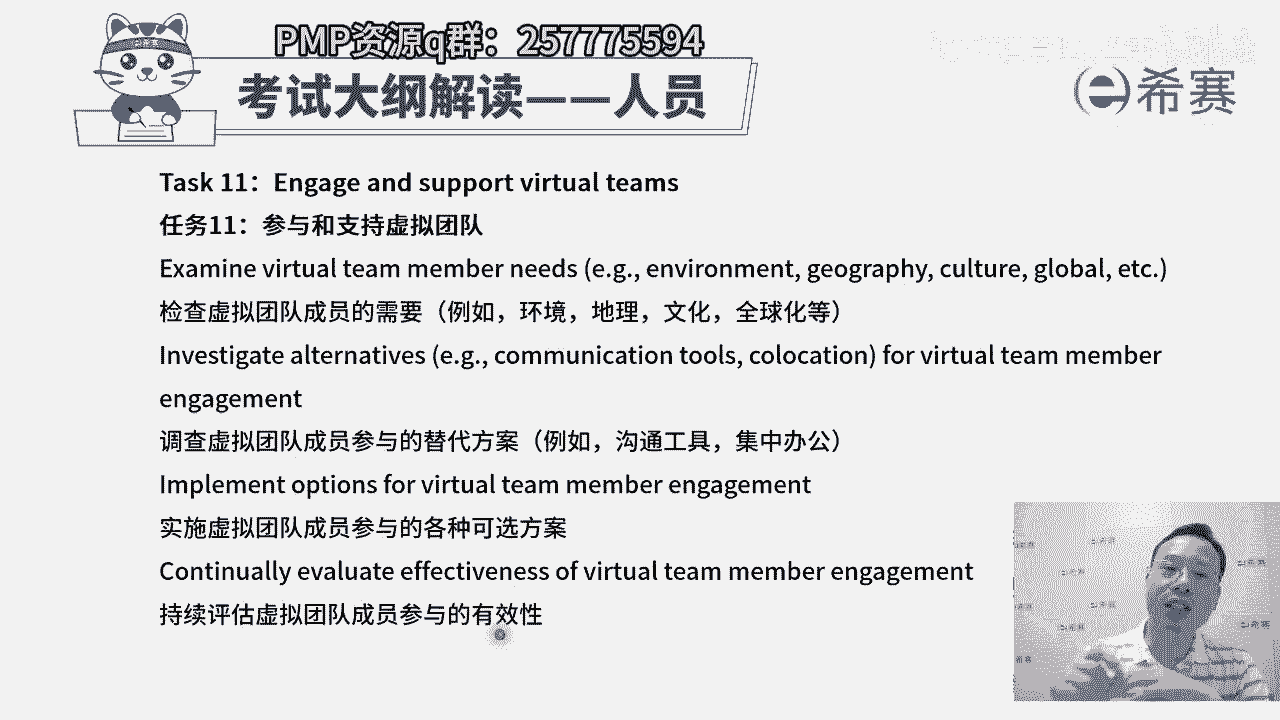 PMP资源q群：257775594
考试大纲解读——人员
希赛
Task 11：Engage and support virtual teams
任务11：参与和支持虚拟团队
Examine virtual team member needs (e.g., environment, geography, culture, global, etc.)
检查虚拟团队成员的需要（例如，环境，地理，文化，全球化等）
Investigate alternatives (e.g., communication tools, colocation) for virtual team member
engagement
调查虚拟团队成员参与的替代方案（例如，沟通工具，集中办公）
Implement options for virtual team member engagement
实施虚拟团队成员参与的各种可选方案
Continually evaluate effectiveness of virtual team member engagement
持续评估虚拟团队成员参与的有效性